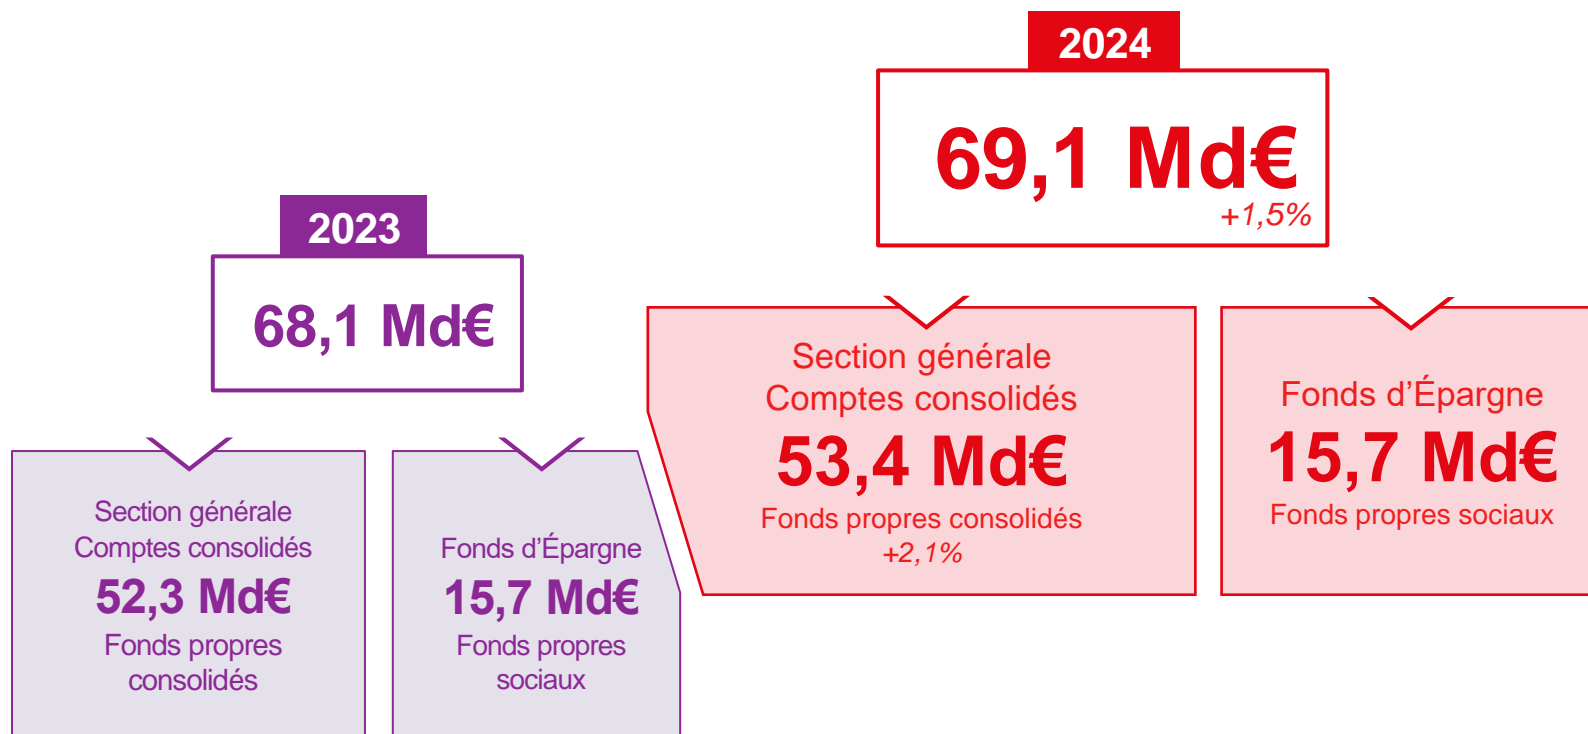 2023
68,1 Md€
Section générale
Comptes consolidés
52,3 Md€
Fonds propres
consolidés
Fonds d’Épargne
15,7 Md€
Fonds propres
sociaux
2024
69,1 Md€
+1,5%
Section générale
Comptes consolidés
53,4 Md€
Fonds propres consolidés
+2,1%
Fonds d’Épargne
15,7 Md€
Fonds propres sociaux